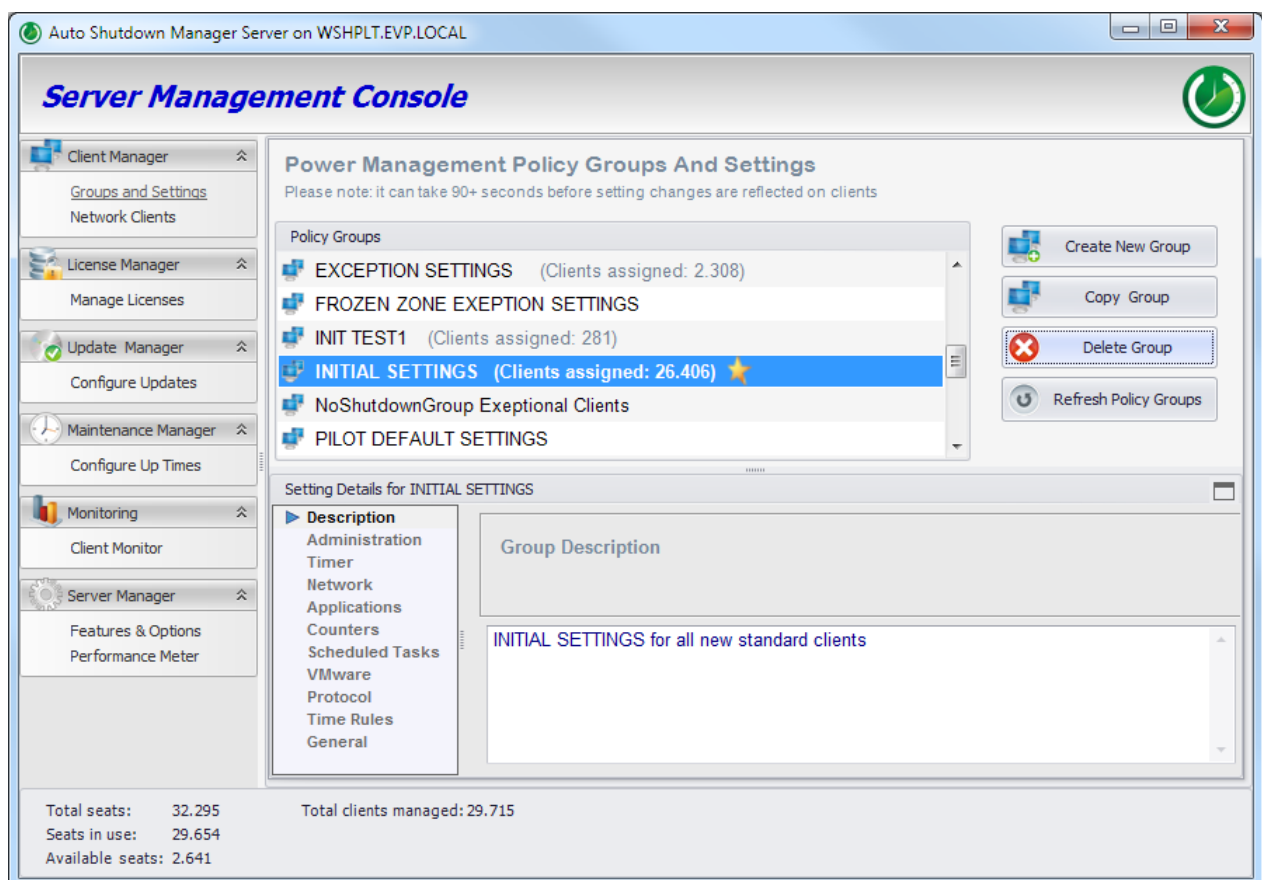 Auto Shutdown Manager Server on WSHPLT.EVP.LOCAL
Server Management Console
Client Manager
Groups and Settings
Network Clients
License Manager
Manage Licenses
Update Manager
Configure Updates
Maintenance Manager
Configure Up Times
Monitoring
Client Monitor
Server Manager
Features & Options
Performance Meter
Power Management Policy Groups And Settings
Please note: it can take 90+ seconds before setting changes are reflected on clients
Policy Groups
EXCEPTION SETTINGS (Clients assigned: 2.308)
FROZEN ZONE EXEPTION SETTINGS
INIT TEST1 (Clients assigned: 281)
INITIAL SETTINGS (Clients assigned: 26.406)
NoShutdownGroup Exeptional Clients
PILOT DEFAULT SETTINGS
Create New Group
Copy Group
Delete Group
Refresh Policy Groups
Setting Details for INITIAL SETTINGS
Description
Administration
Timer
Network
Applications
Counters
Scheduled Tasks
VMware
Protocol
Time Rules
General
Group Description
INITIAL SETTINGS for all new standard clients
Total seats: 32.295
Seats in use: 29.654
Available seats: 2.641
Total clients managed: 29.715